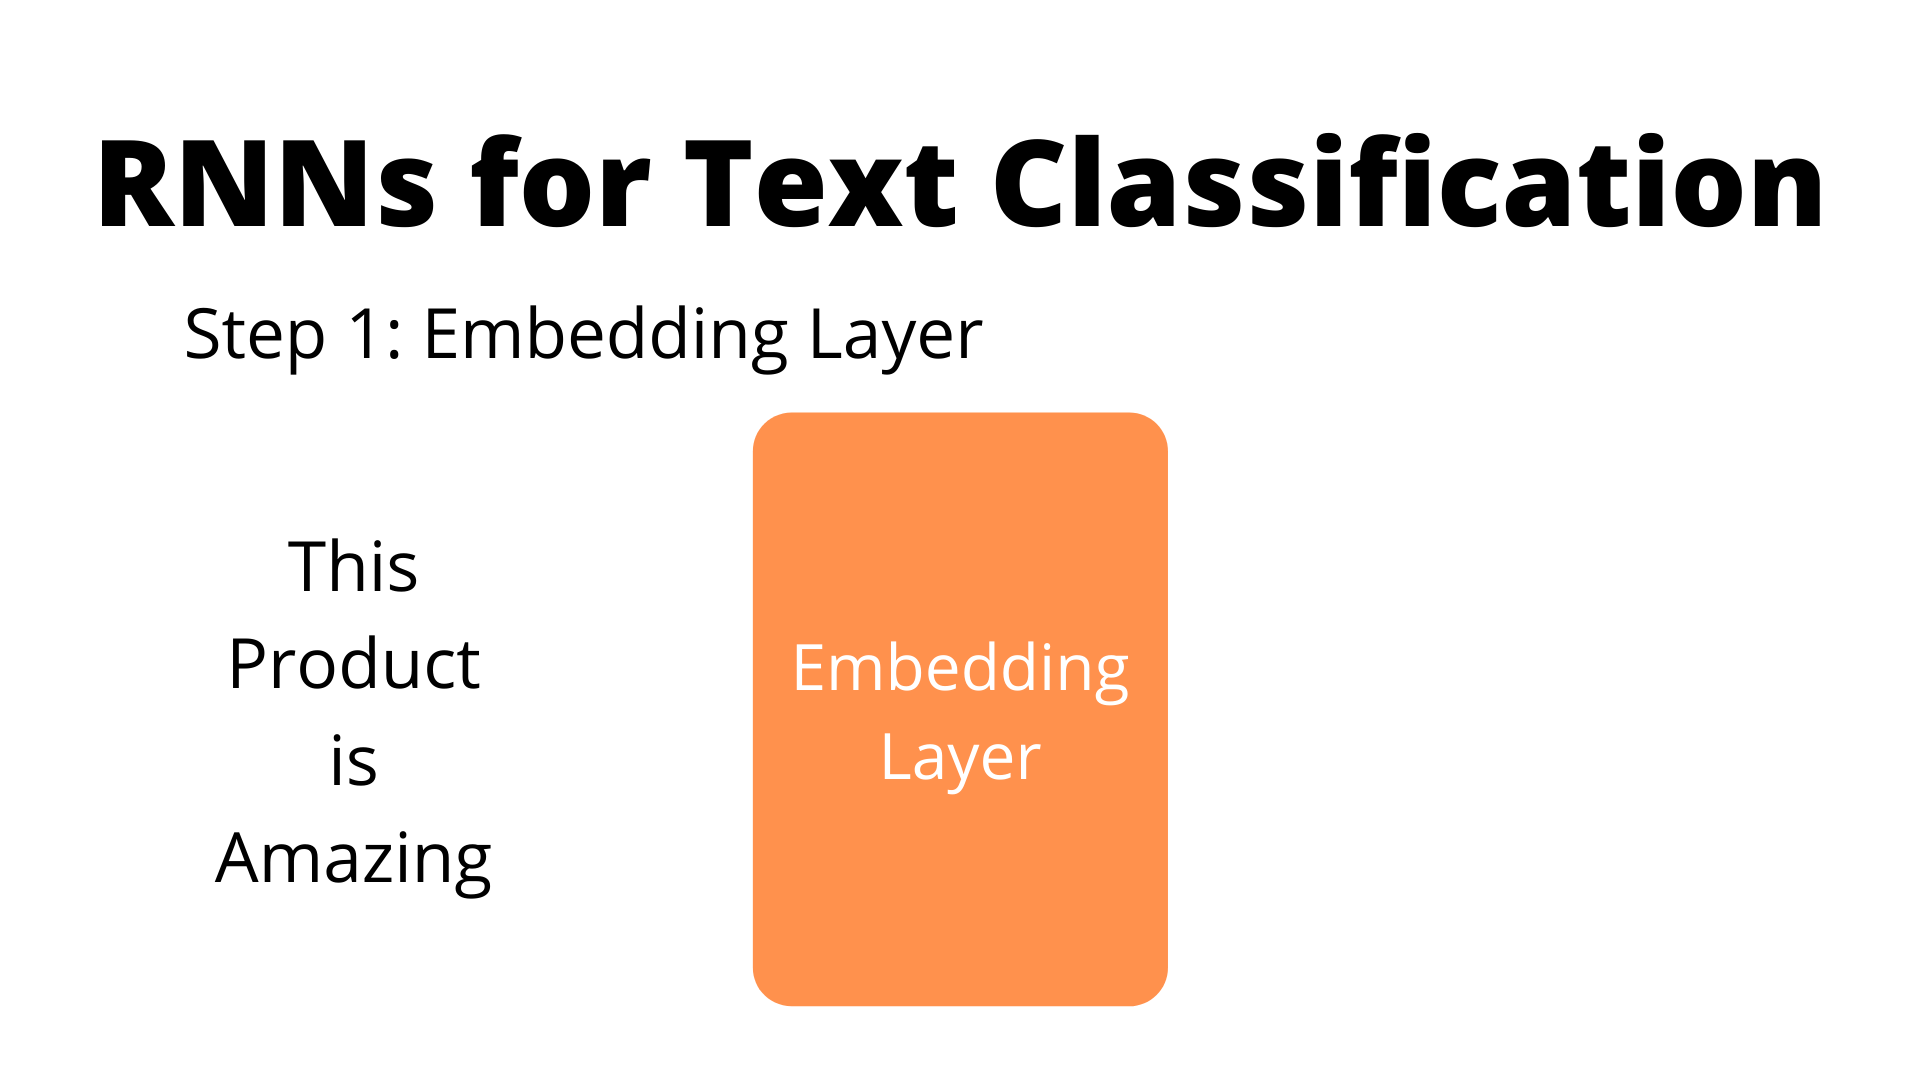 RNNs for Text Classification
Step 1: Embedding Layer
This
Product
is
Amazing
Embedding
Layer